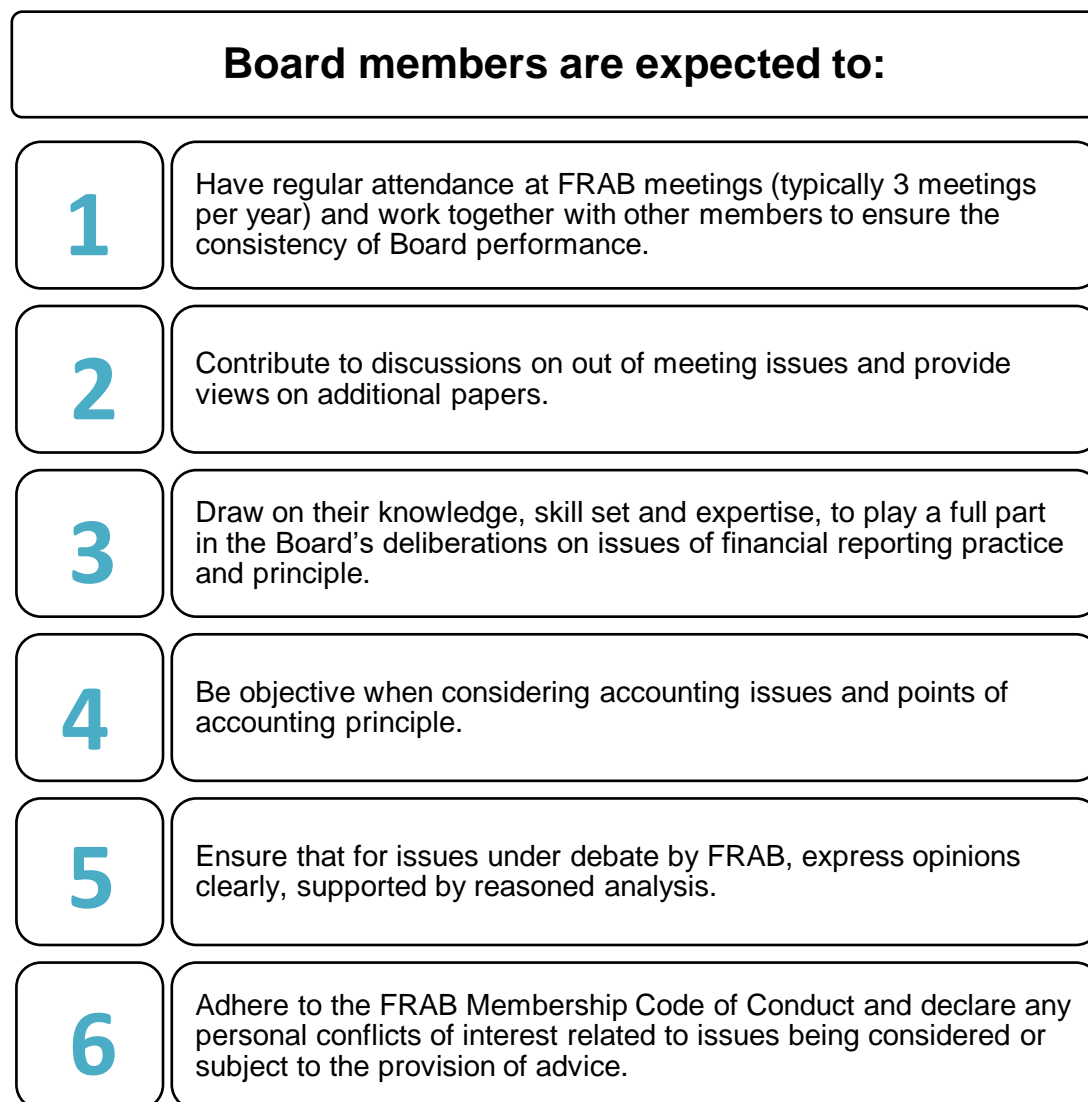 Board members are expected to:
1
Have regular attendance at FRAB meetings (typically 3 meetings
per year) and work together with other members to ensure the
consistency of Board performance.
2
Contribute to discussions on out of meeting issues and provide
views on additional papers.
3
Draw on their knowledge, skill set and expertise, to play a full part
in the Board’s deliberations on issues of financial reporting practice
and principle.
4
Be objective when considering accounting issues and points of
accounting principle.
5
Ensure that for issues under debate by FRAB, express opinions
clearly, supported by reasoned analysis.
6
Adhere to the FRAB Membership Code of Conduct and declare any
personal conflicts of interest related to issues being considered or
subject to the provision of advice.